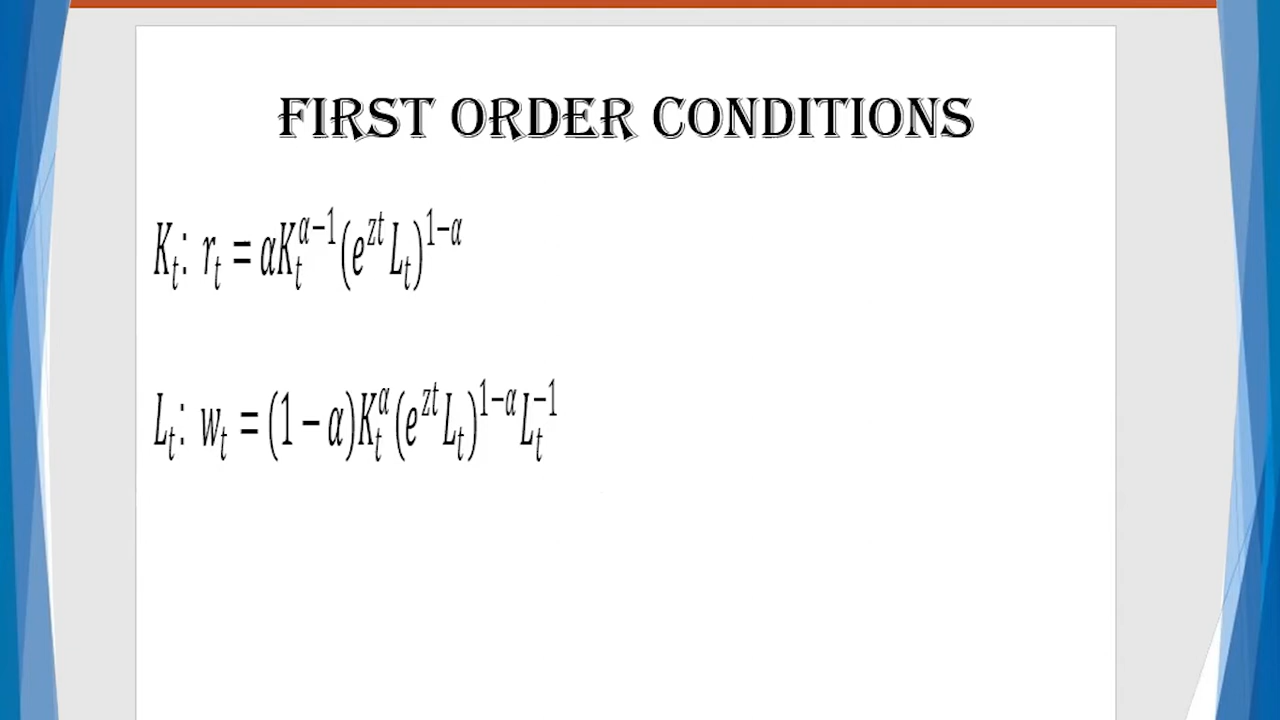 FIRST ORDER CONDITIONS
K_t: r_t = αK_t^{α−1}(e^{zt}L_t)^{1−α}
L_t: w_t = (1 − α)K_t^α(e^{zt}L_t)^{1−α}L_t^{−1}